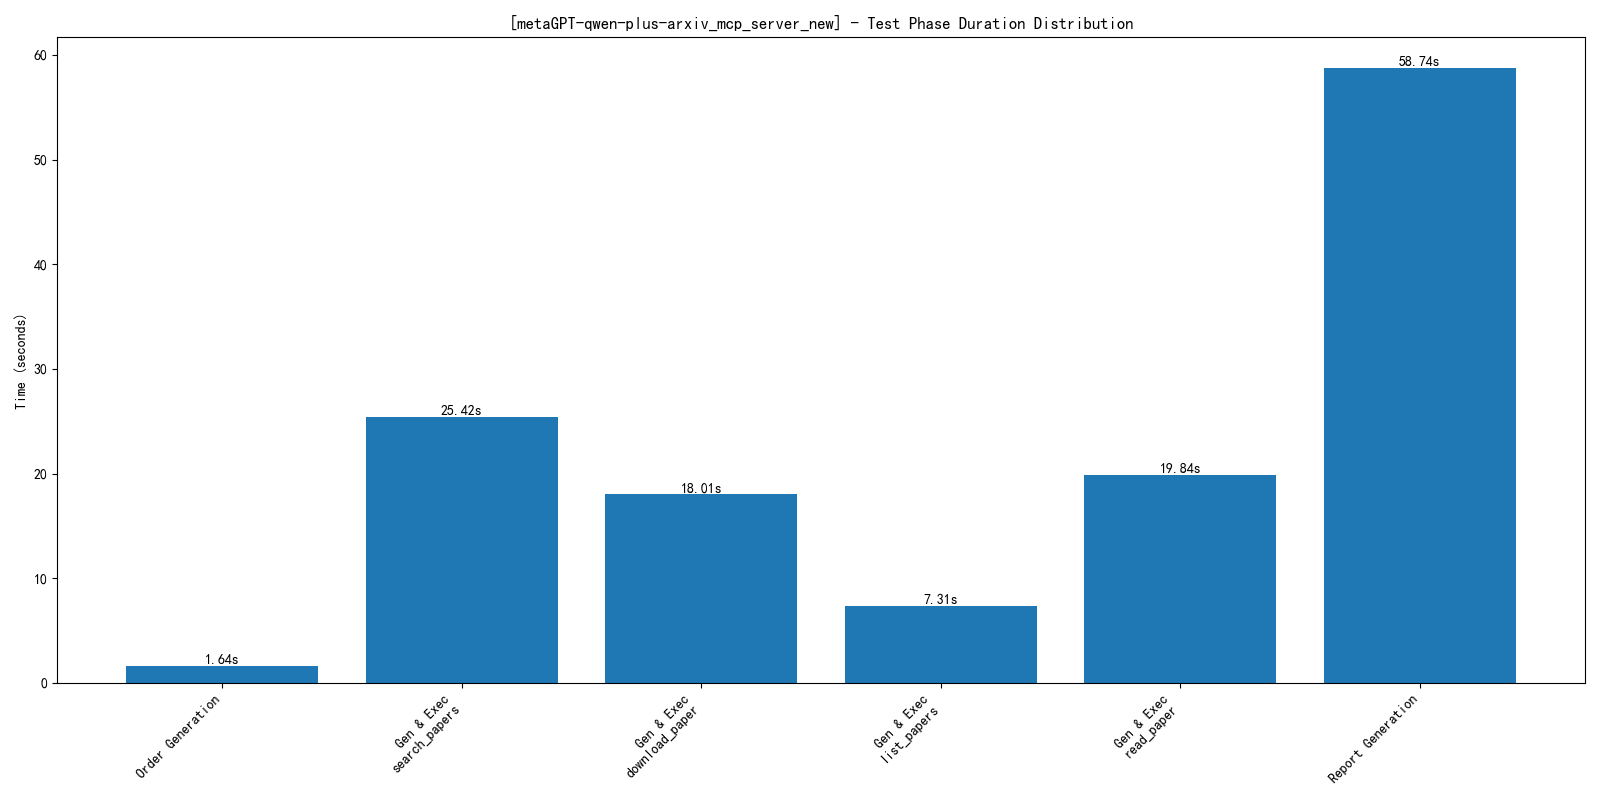 [metaGPT-qwen-plus-arxiv_mcp_server_new] - Test Phase Duration Distribution
Time (seconds)
60
50
40
30
20
10
0
1.64s
25.42s
18.01s
7.31s
19.84s
58.74s
Order Generation
Gen & Exec
search_papers
Gen & Exec
download_paper
Gen & Exec
list_papers
Gen & Exec
read_paper
Report Generation